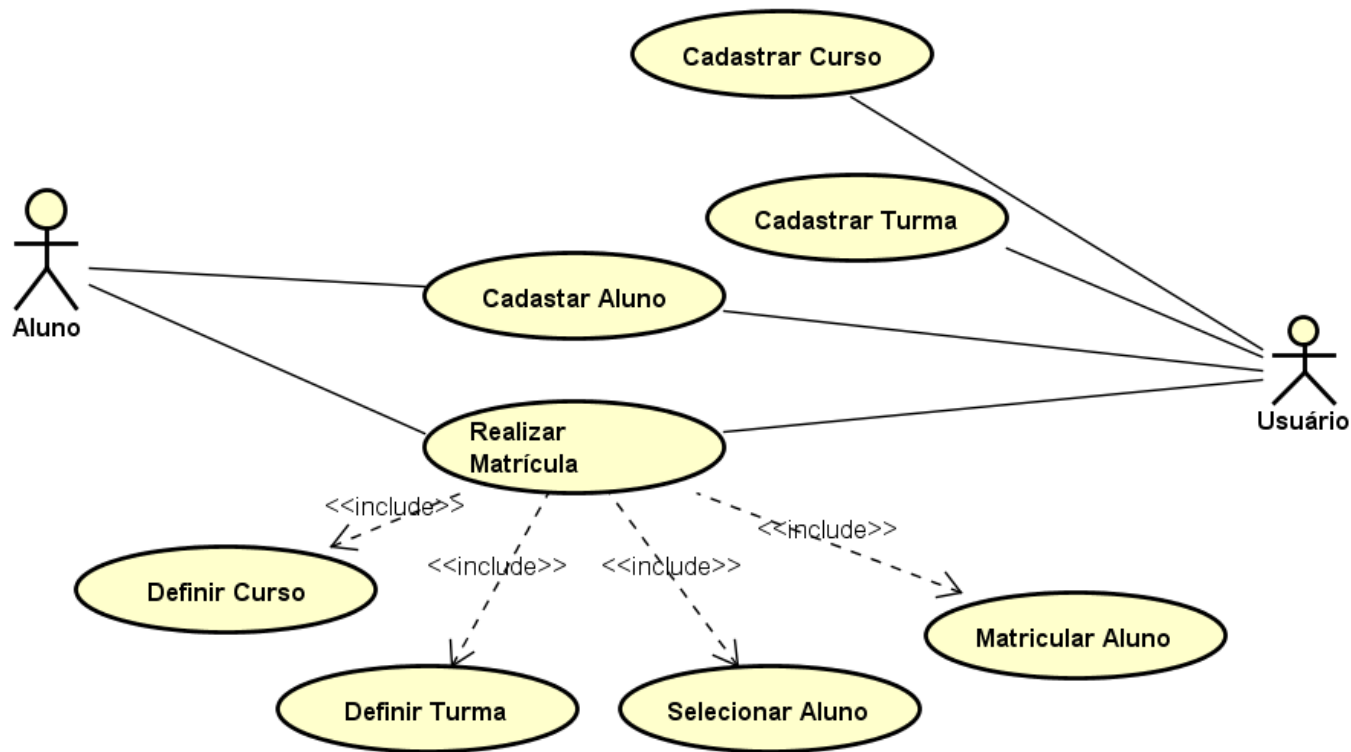 Cadastrar Curso
Cadastrar Turma
Aluno
Cadastar Aluno
Usuário
Realizar
Matrícula
<<include>>
<<include>>
<<include>>
<<include>>
Definir Curso
Matricular Aluno
Definir Turma
Selecionar Aluno